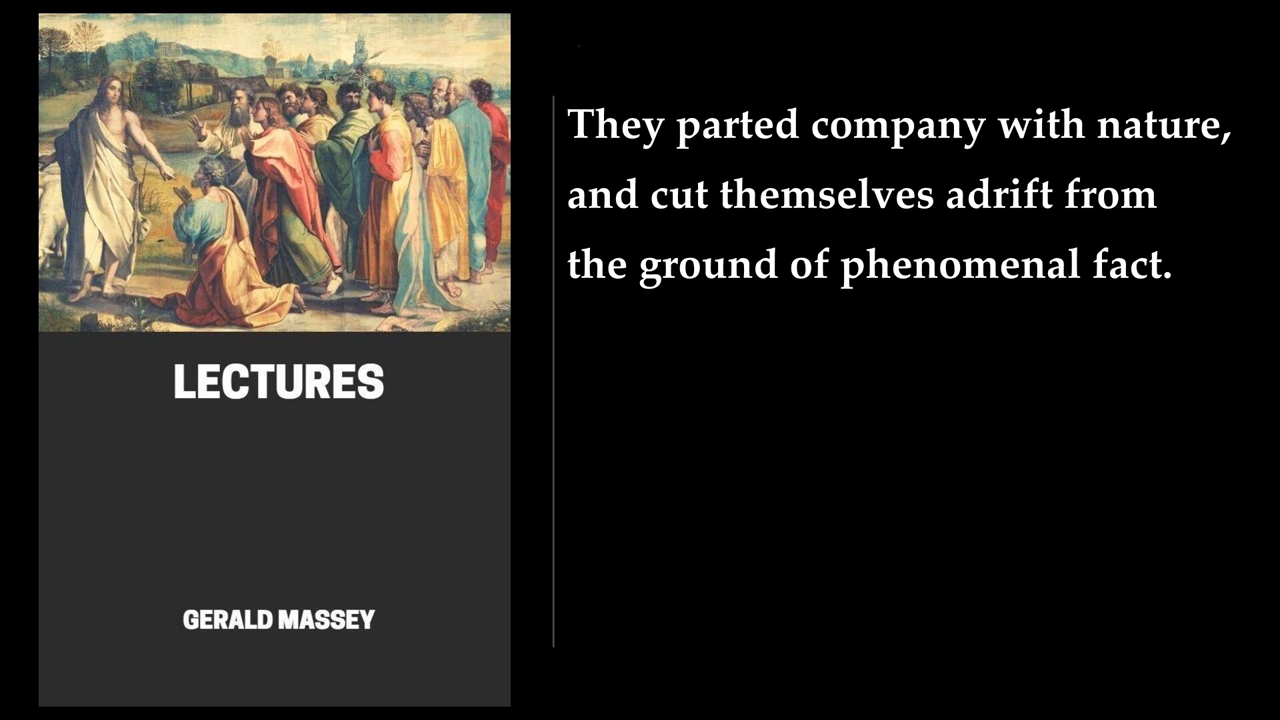 LECTURES
GERALD MASSEY
They parted company with nature,
and cut themselves adrift from
the ground of phenomenal fact.